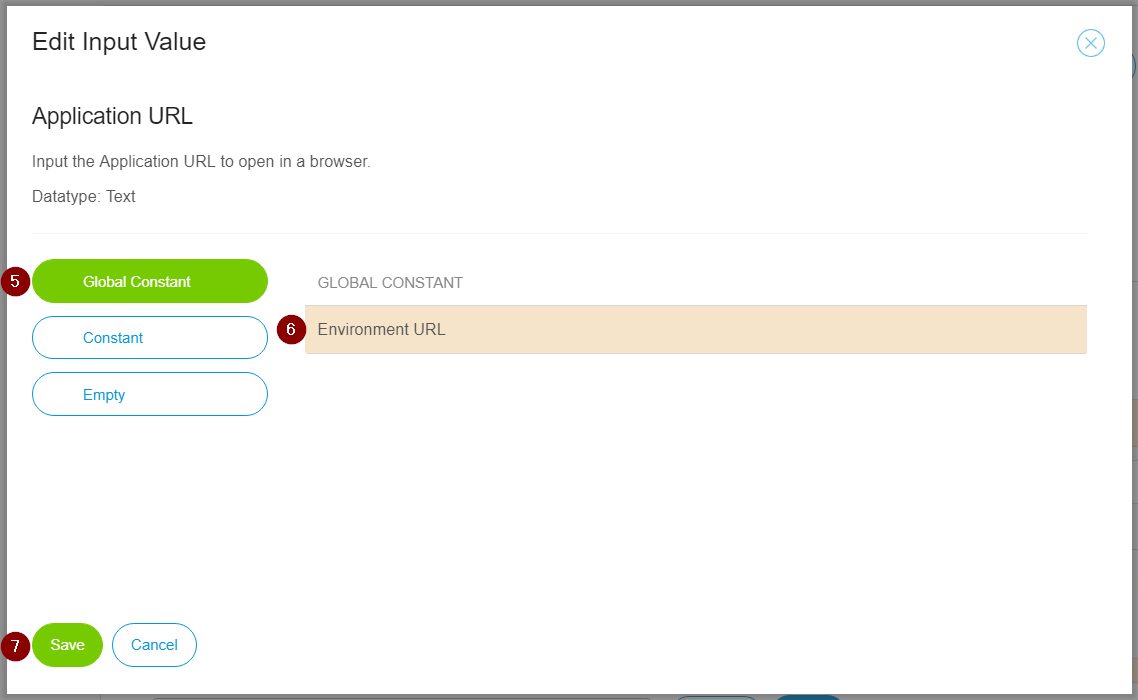 Edit Input Value
Application URL
Input the Application URL to open in a browser.
Datatype: Text
5
Global Constant
GLOBAL CONSTANT
6
Environment URL
Constant
Empty
7
Save
Cancel